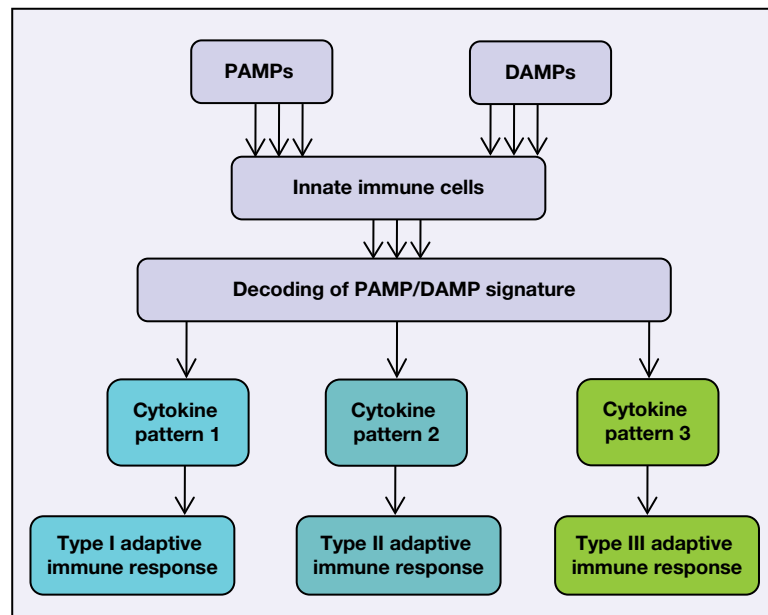 PAMPs
DAMPs
Innate immune cells
Decoding of PAMP/DAMP signature
Cytokine
pattern 1
Cytokine
pattern 2
Cytokine
pattern 3
Type I adaptive
immune response
Type II adaptive
immune response
Type III adaptive
immune response